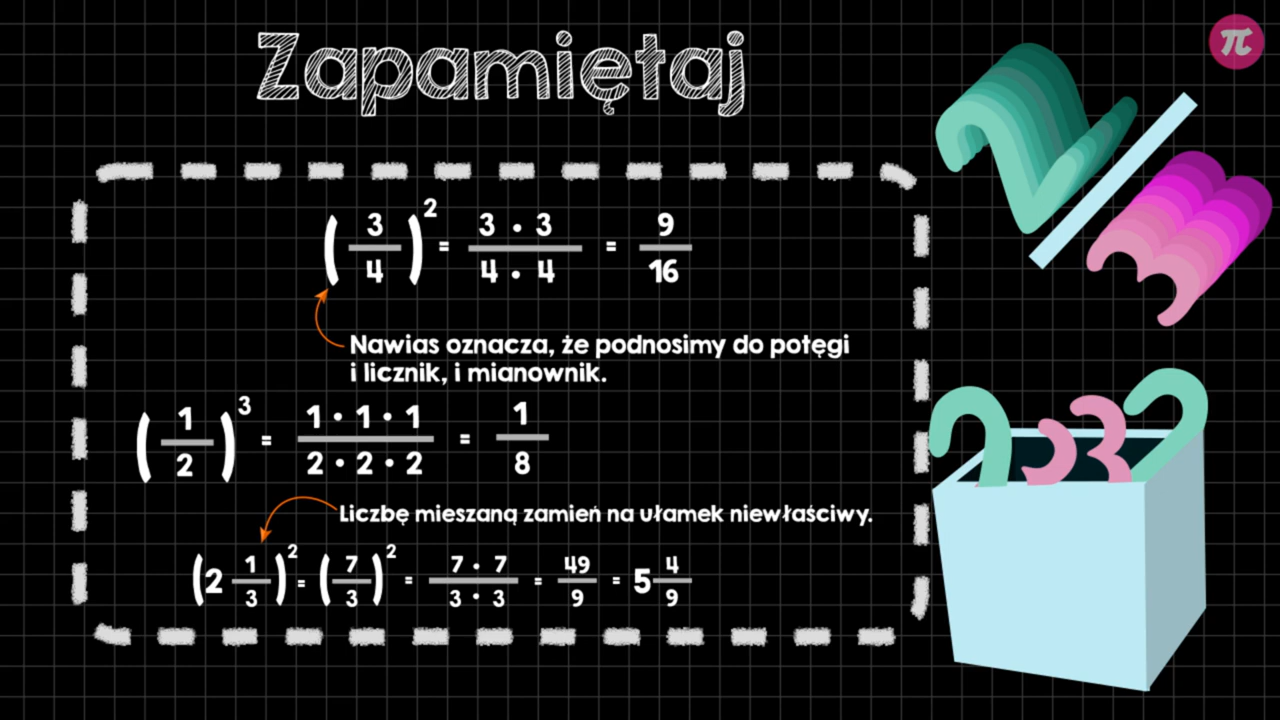 Zapamiętaj
π
(3/4)² = 3 · 3 / 4 · 4 = 9/16
Nawias oznacza, że podnosimy do potęgi
i licznik, i mianownik.
(1/2)³ = 1 · 1 · 1 / 2 · 2 · 2 = 1/8
Liczbę mieszaną zamień na ułamek niewłaściwy.
(2 1/3)² = (7/3)² = 7 · 7 / 3 · 3 = 49/9 = 5 4/9